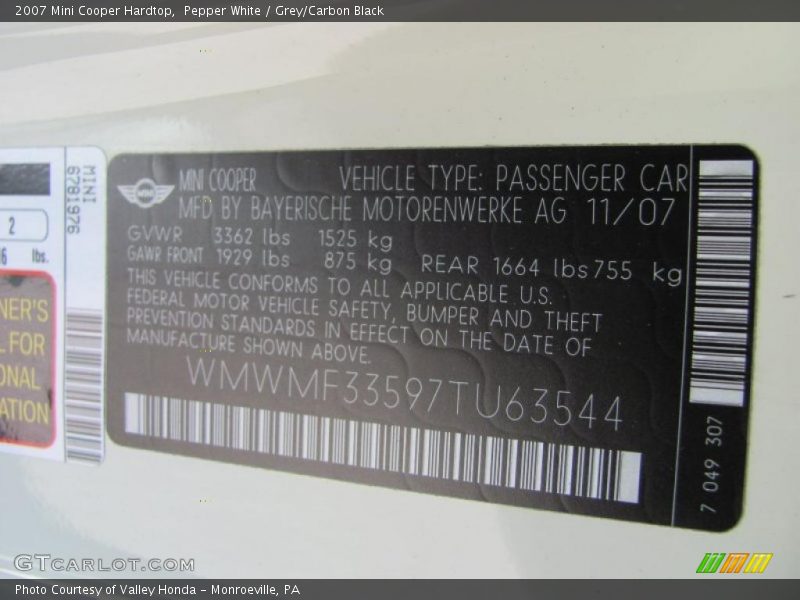 2007 Mini Cooper Hardtop,  Pepper White / Grey/Carbon Black
MINI
6781976
2
6 lbs.
NER'S
L FOR
ONAL
ATION
MINI
MINI COOPER VEHICLE TYPE: PASSENGER CAR
MFD BY BAYERISCHE MOTORENWERKE AG 11/07
GVWR 3362 lbs 1525 kg
GAWR FRONT 1929 lbs 875 kg REAR 1664 lbs 755 kg
THIS VEHICLE CONFORMS TO ALL APPLICABLE U.S.
FEDERAL MOTOR VEHICLE SAFETY, BUMPER AND THEFT
PREVENTION STANDARDS IN EFFECT ON THE DATE OF
MANUFACTURE SHOWN ABOVE.
WMWMF33597TU63544
7 049 307
GTcarlot.com
Photo Courtesy of Valley Honda - Monroeville, PA